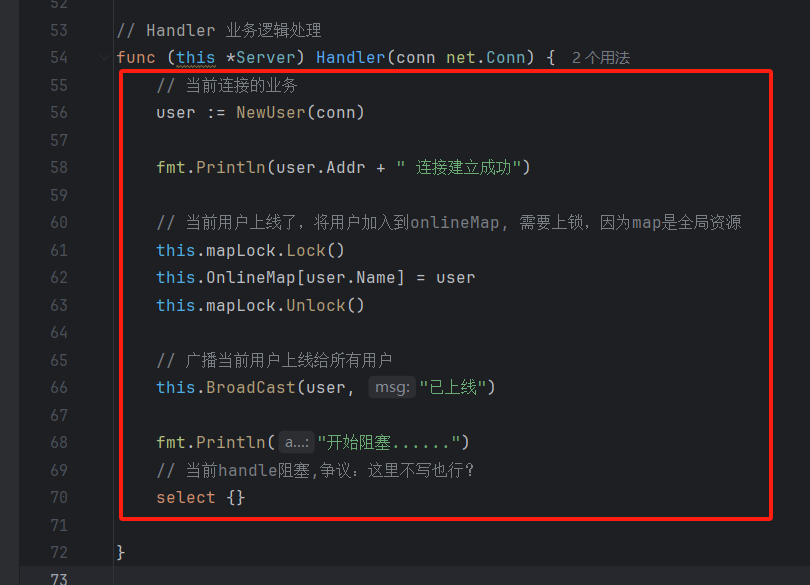 52
53 // Handler 业务逻辑处理
54 func (this *Server) Handler(conn net.Conn) { 2 个用法
55 // 当前连接的业务
56 user := NewUser(conn)
57
58 fmt.Println(user.Addr + " 连接建立成功")
59
60 // 当前用户上线了，将用户加入到onlineMap, 需要上锁，因为map是全局资源
61 this.mapLock.Lock()
62 this.OnlineMap[user.Name] = user
63 this.mapLock.Unlock()
64
65 // 广播当前用户上线给所有用户
66 this.BroadCast(user, msg: "已上线")
67
68 fmt.Println( a...: "开始阻塞......")
69 // 当前handle阻塞,争议：这里不写也行?
70 select {}
71
72 }
73